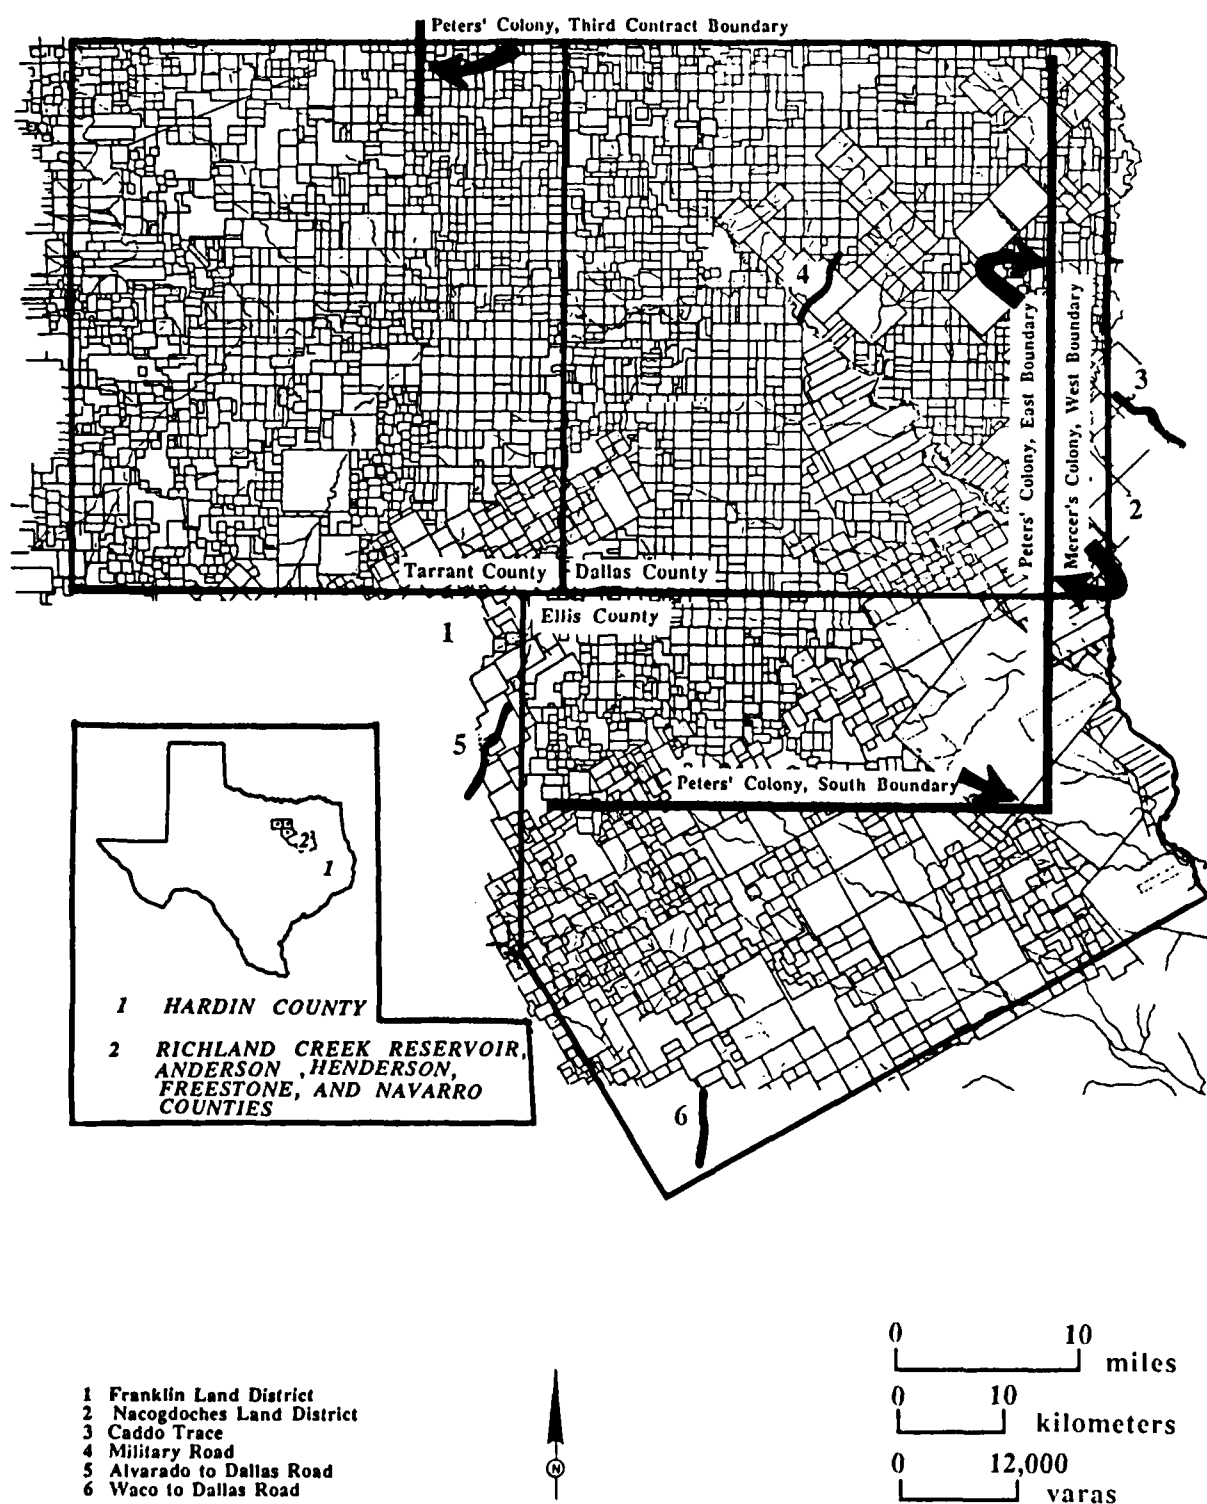 Peters' Colony, Third Contract Boundary
4
Peters' Colony, East Boundary
Mercer's Colony, West Boundary
3
2
Tarrant County
Dallas County
Ellis County
1
5
Peters' Colony, South Boundary
2
1
1 HARDIN COUNTY
2 RICHLAND CREEK RESERVOIR,
ANDERSON ,HENDERSON,
FREESTONE, AND NAVARRO
COUNTIES
6
1 Franklin Land District
2 Nacogdoches Land District
3 Caddo Trace
4 Military Road
5 Alvarado to Dallas Road
6 Waco to Dallas Road
N
0 10
miles
0 10
kilometers
0 12,000
varas